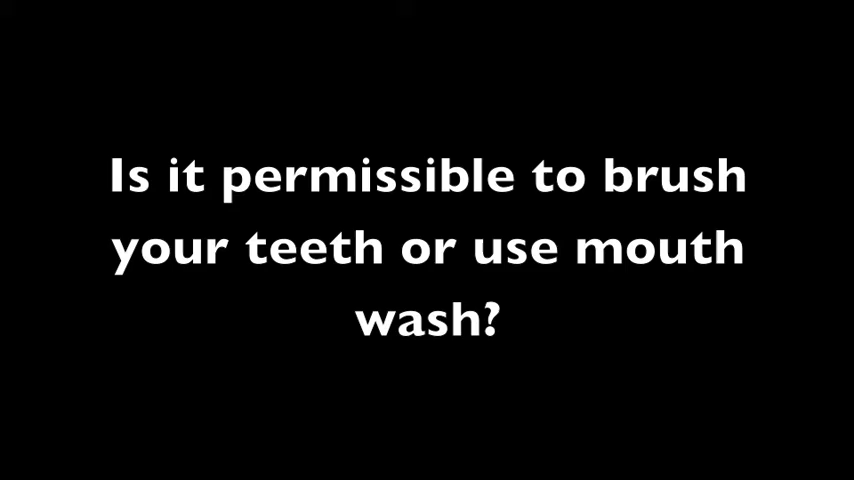 Is it permissible to brush
your teeth or use mouth
wash?